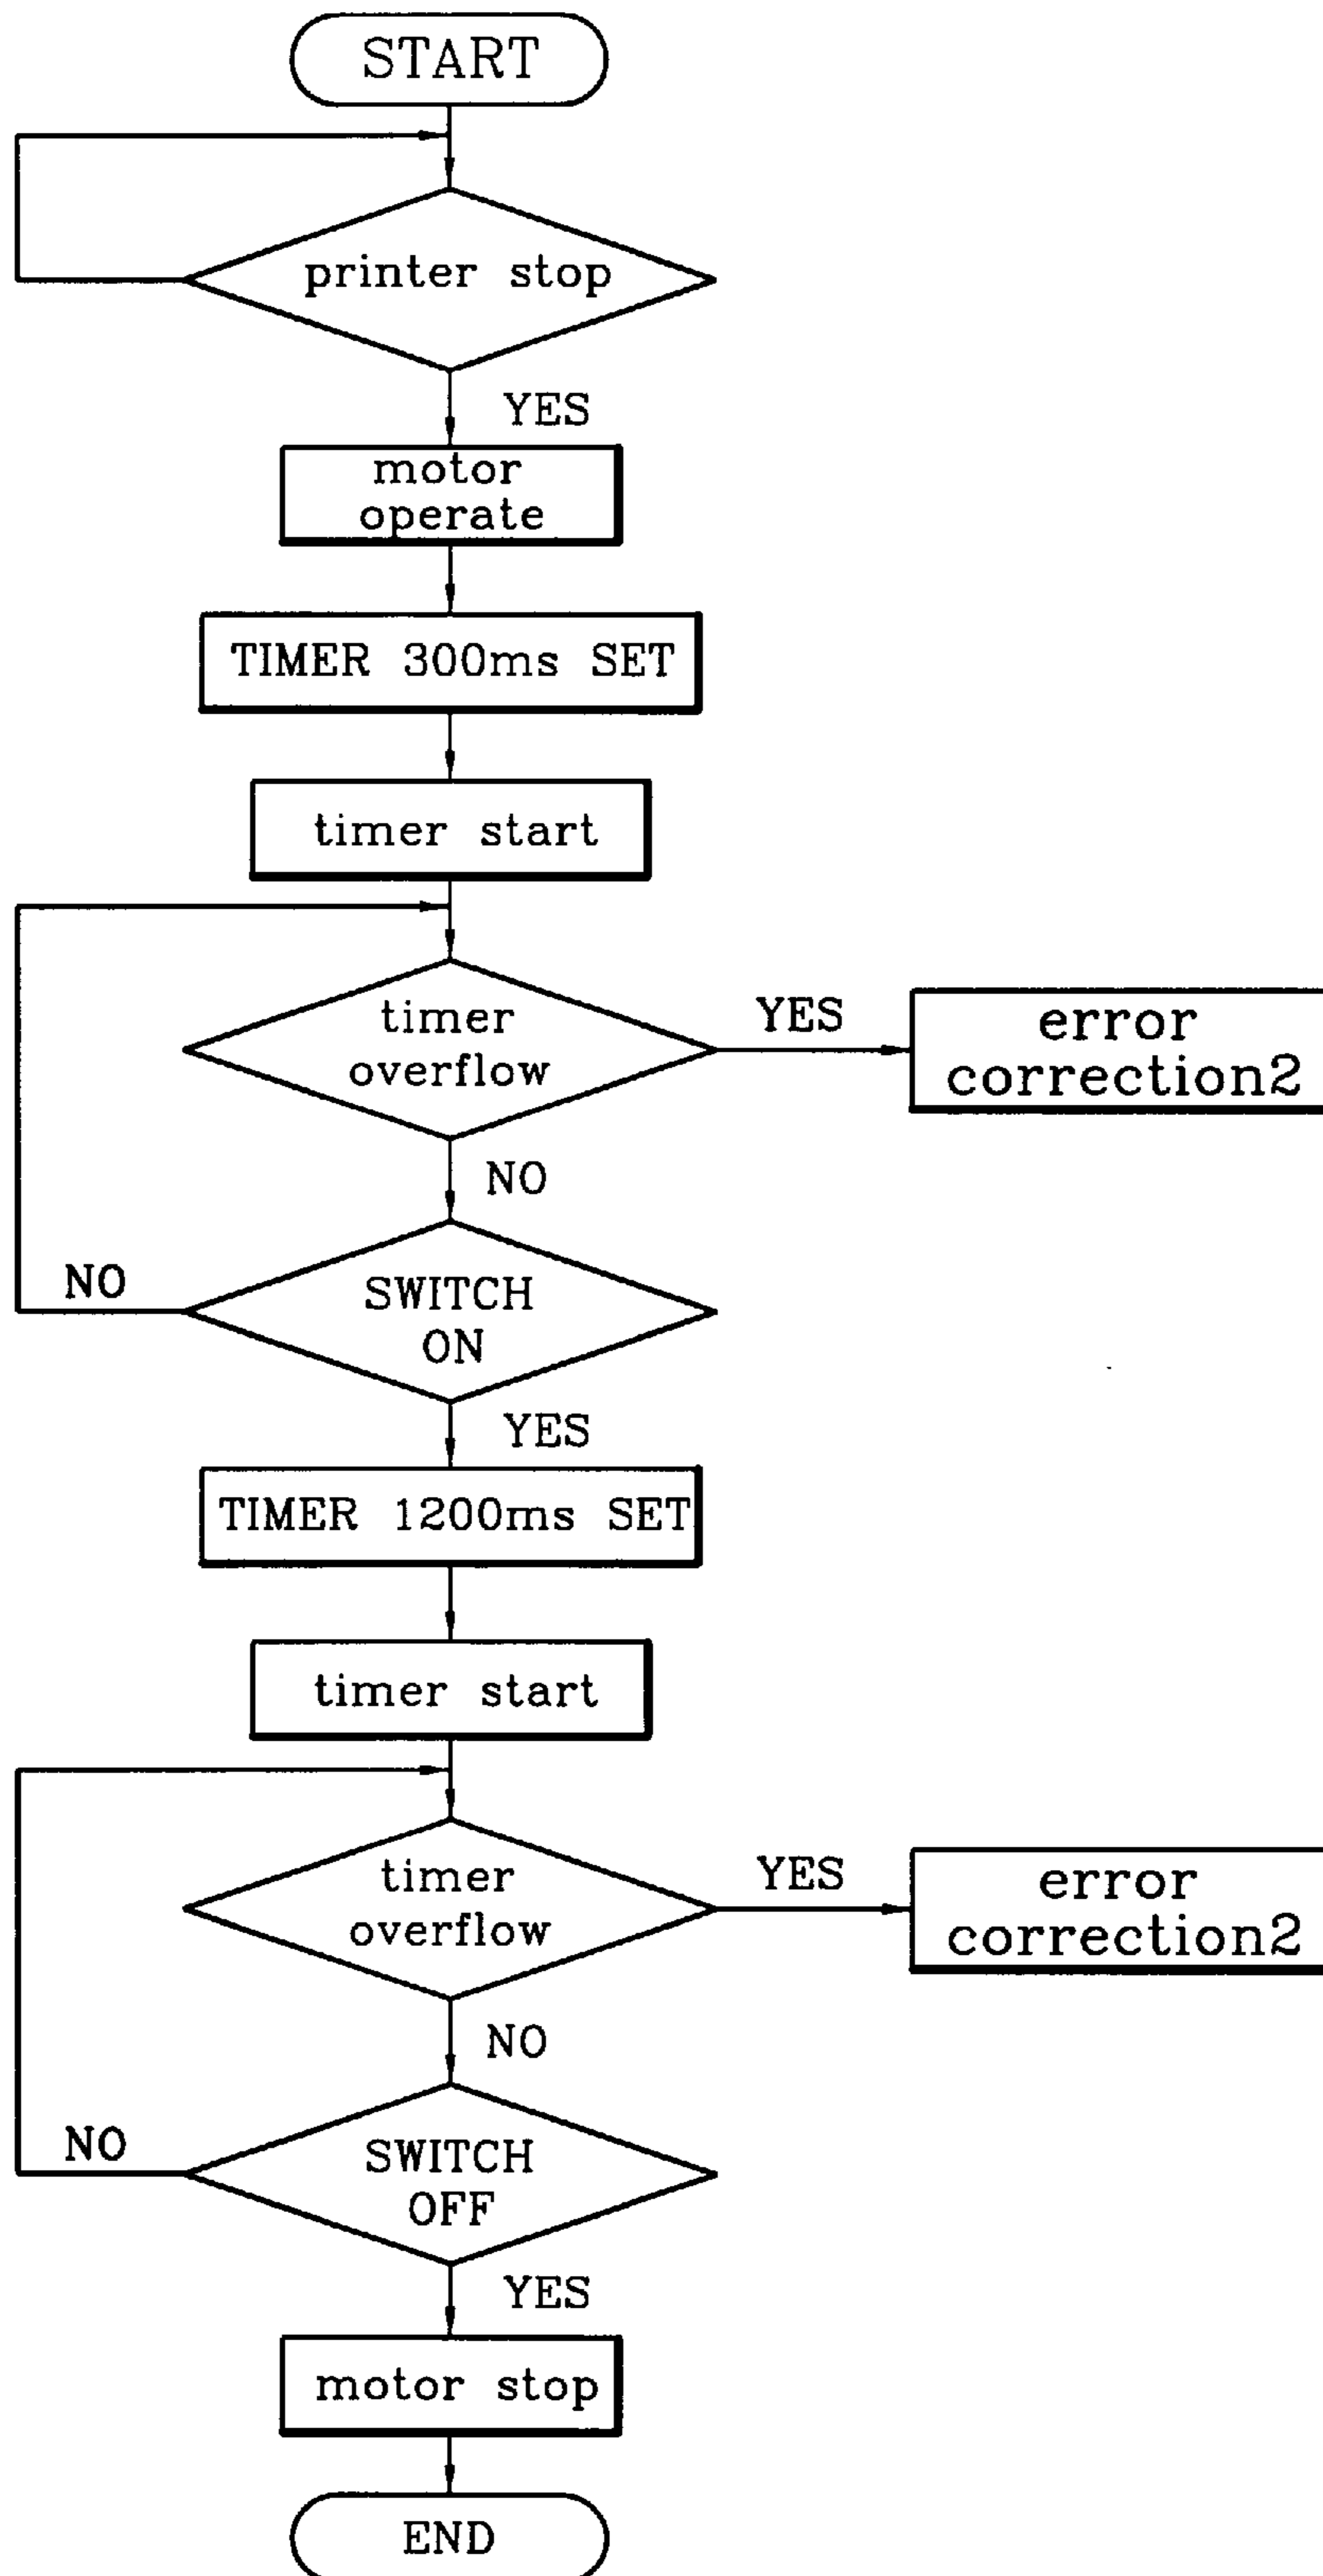 START
printer stop
YES
motor
operate
TIMER 300ms SET
timer start
timer
overflow
YES
error
correction2
NO
SWITCH
ON
NO
YES
TIMER 1200ms SET
timer start
timer
overflow
YES
error
correction2
NO
SWITCH
OFF
NO
YES
motor stop
END